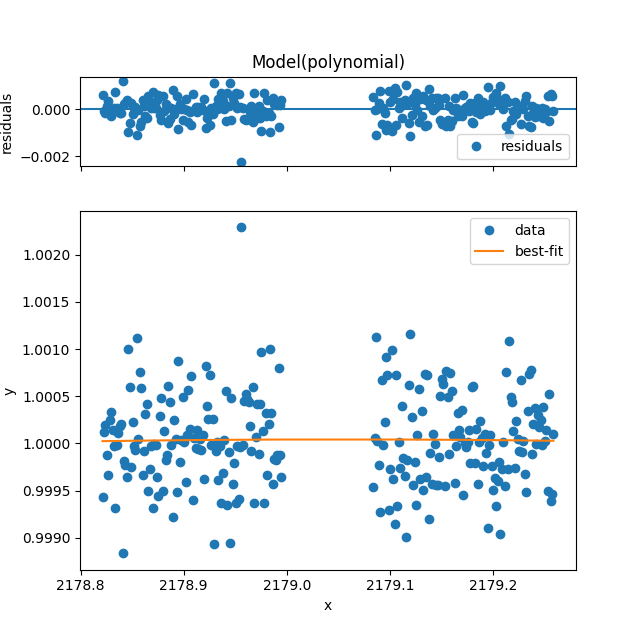 Model(polynomial)
residuals
0.000
−0.002
residuals
y
1.0020
1.0015
1.0010
1.0005
1.0000
0.9995
0.9990
data
best-fit
2178.8 2178.9 2179.0 2179.1 2179.2
x